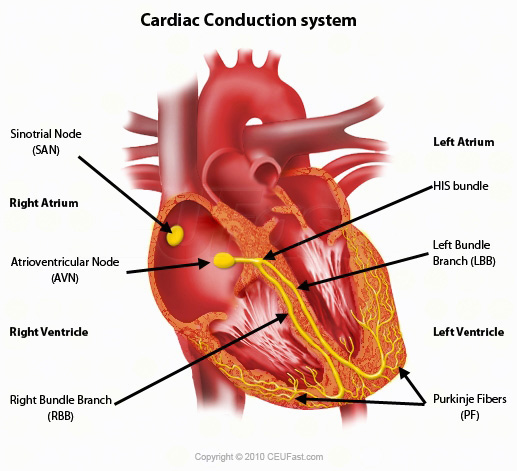 Cardiac Conduction system
Sinotrial Node
(SAN)
Left Atrium
HIS bundle
Right Atrium
Left Bundle
Branch (LBB)
Atrioventricular Node
(AVN)
Right Ventricle
Left Ventricle
Right Bundle Branch
(RBB)
Purkinje Fibers
(PF)
Copyright © 2010 CEUFast.com